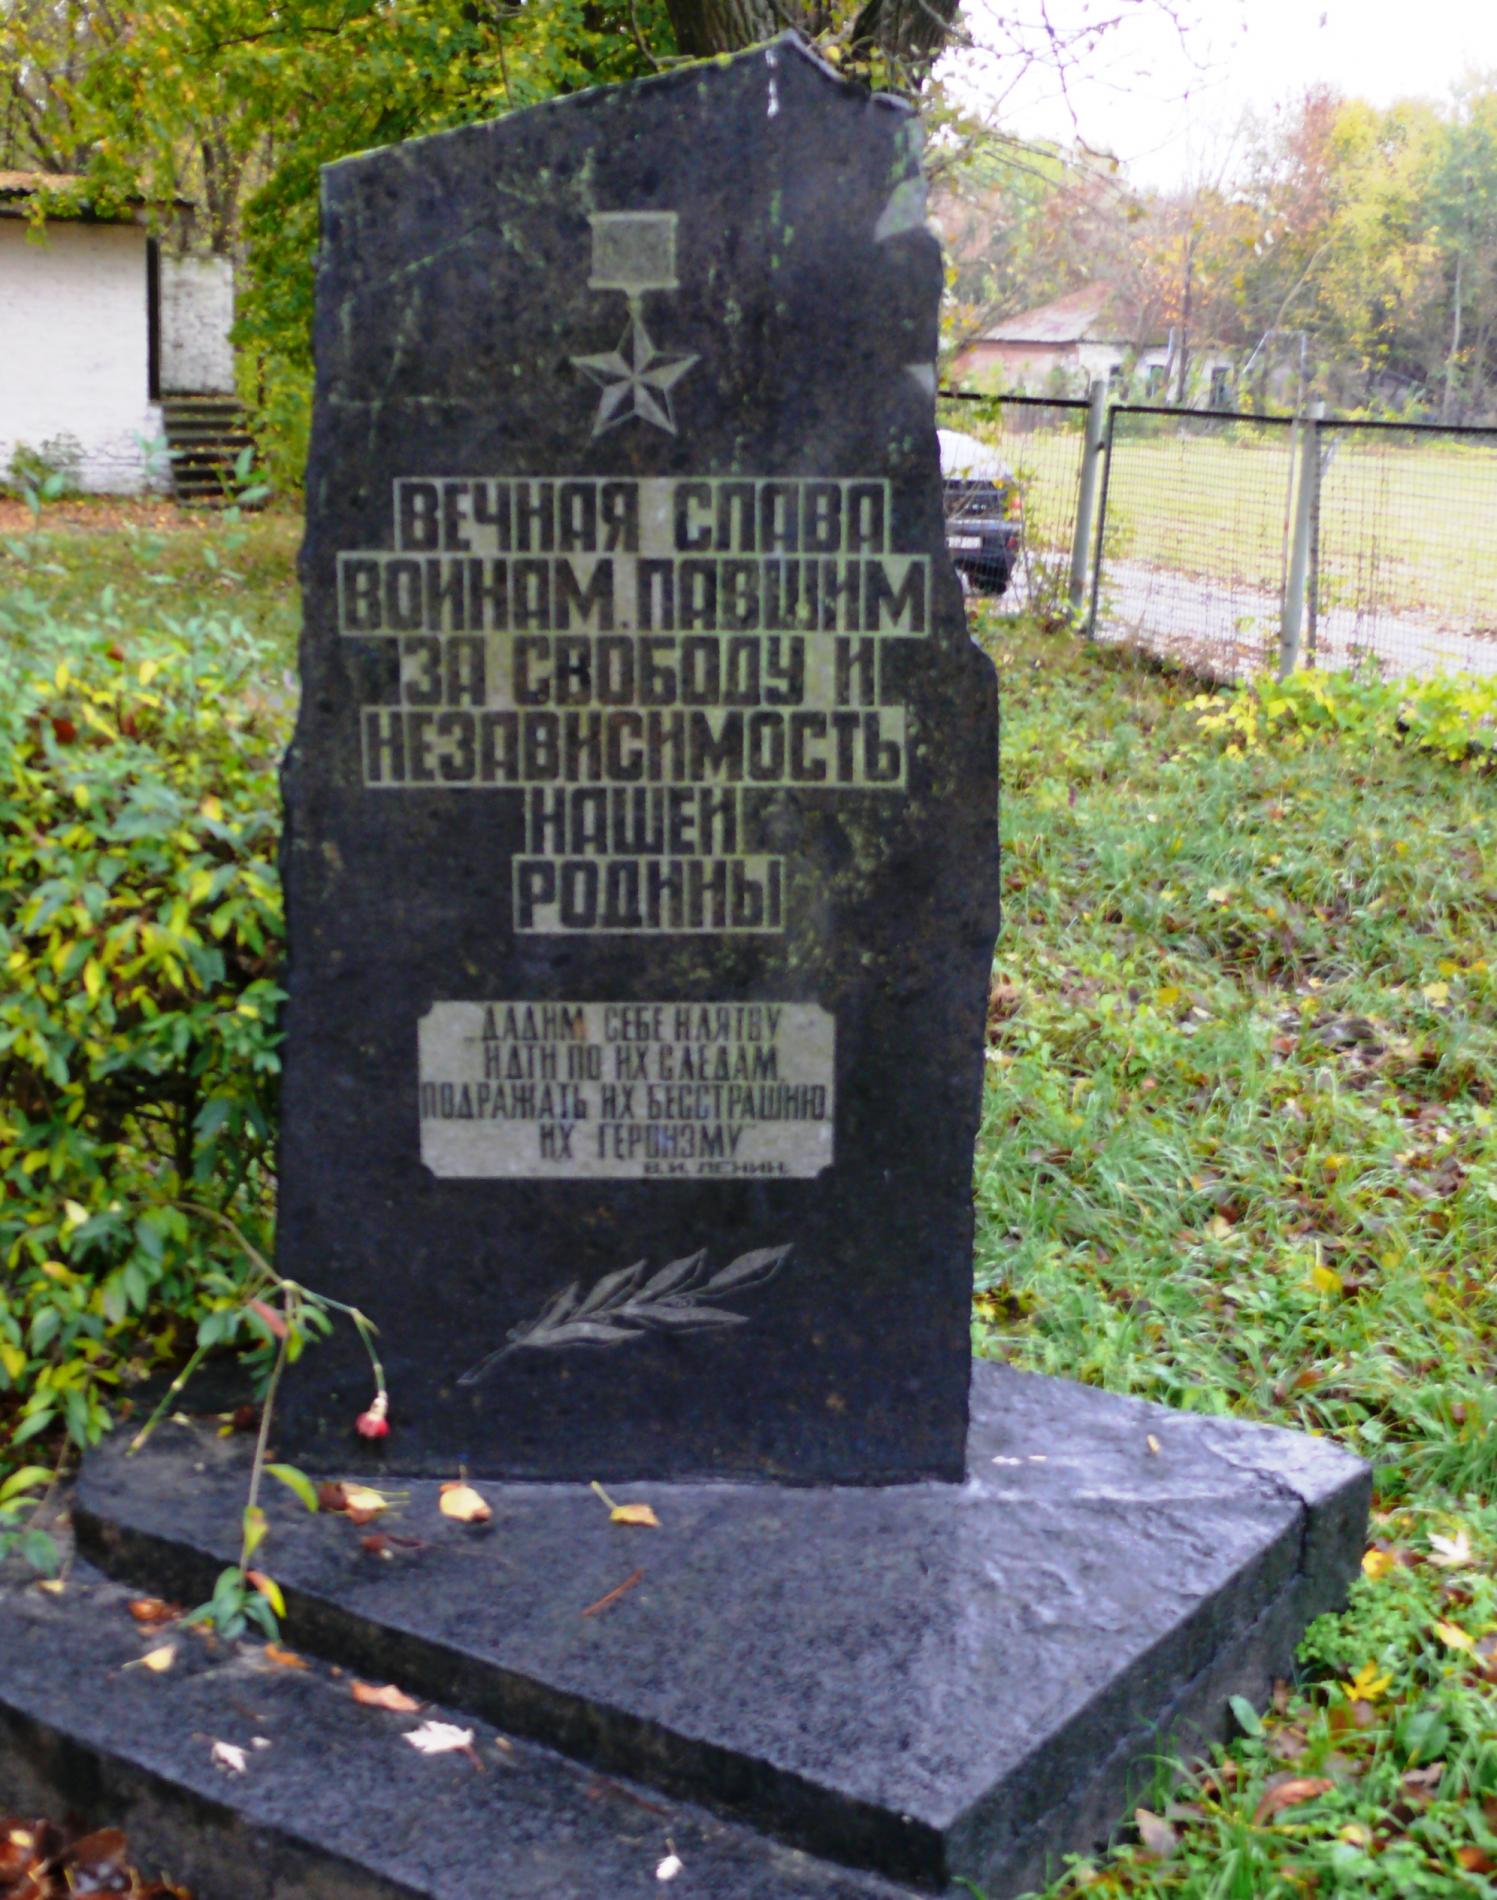 ВЕЧНАЯ СЛАВА
ВОИНАМ, ПАВШИМ
ЗА СВОБОДУ И
НЕЗАВИСИМОСТЬ
НАШЕЙ
РОДИНЫ
„ДАДИМ СЕБЕ КЛЯТВУ
ИДТИ ПО ИХ СЛЕДАМ,
ПОДРАЖАТЬ ИХ БЕССТРАШИЮ,
ИХ ГЕРОИЗМУ"
В.И. ЛЕНИН.